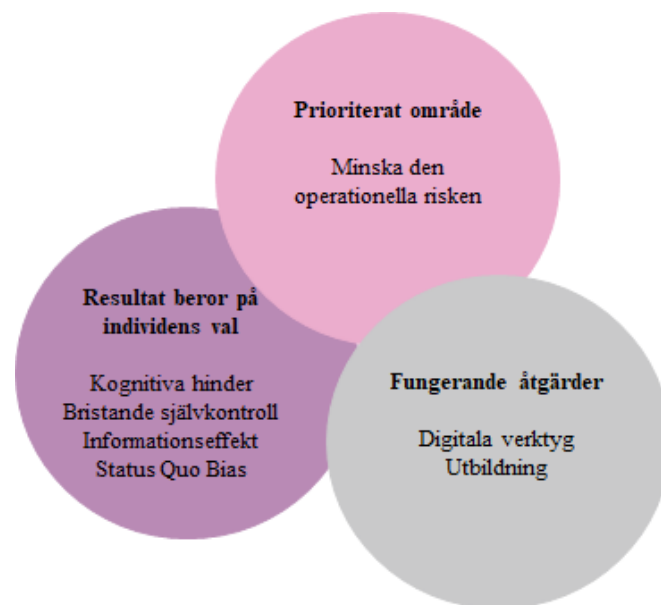 Prioriterat område
Minska den
operationella risken
Resultat beror på
individens val
Kognitiva hinder
Bristande självkontroll
Informationseffekt
Status Quo Bias
Fungerande åtgärder
Digitala verktyg
Utbildning